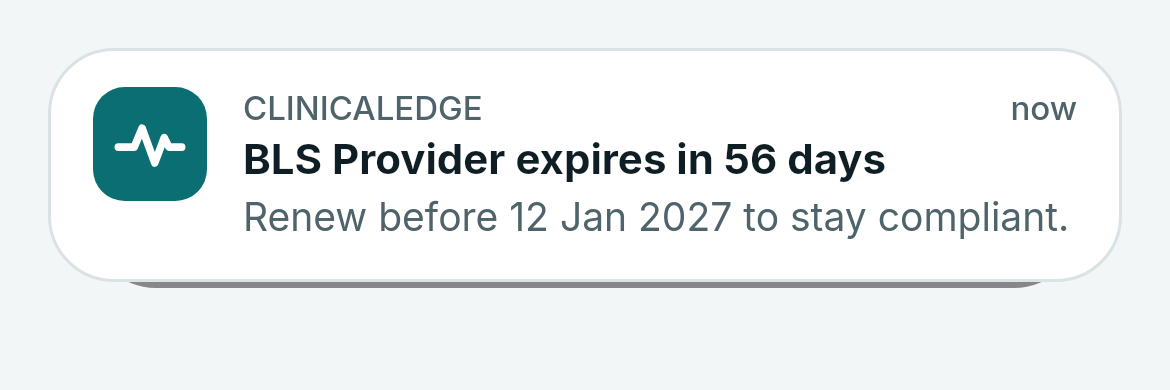 CLINICALEDGE now
BLS Provider expires in 56 days
Renew before 12 Jan 2027 to stay compliant.